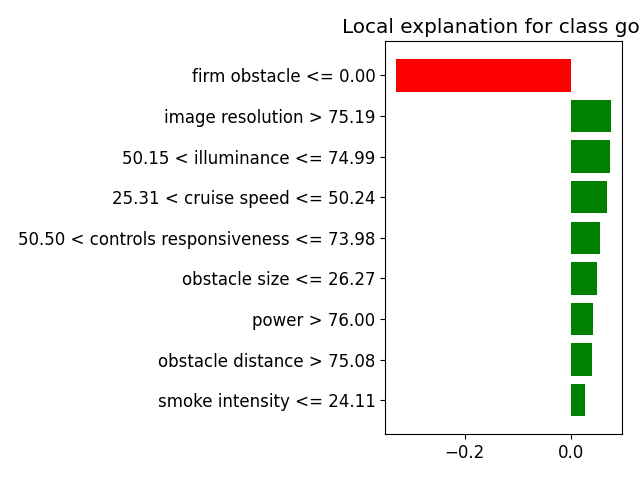 Local explanation for class go
firm obstacle <= 0.00
image resolution > 75.19
50.15 < illuminance <= 74.99
25.31 < cruise speed <= 50.24
50.50 < controls responsiveness <= 73.98
obstacle size <= 26.27
power > 76.00
obstacle distance > 75.08
smoke intensity <= 24.11
−0.2 0.0